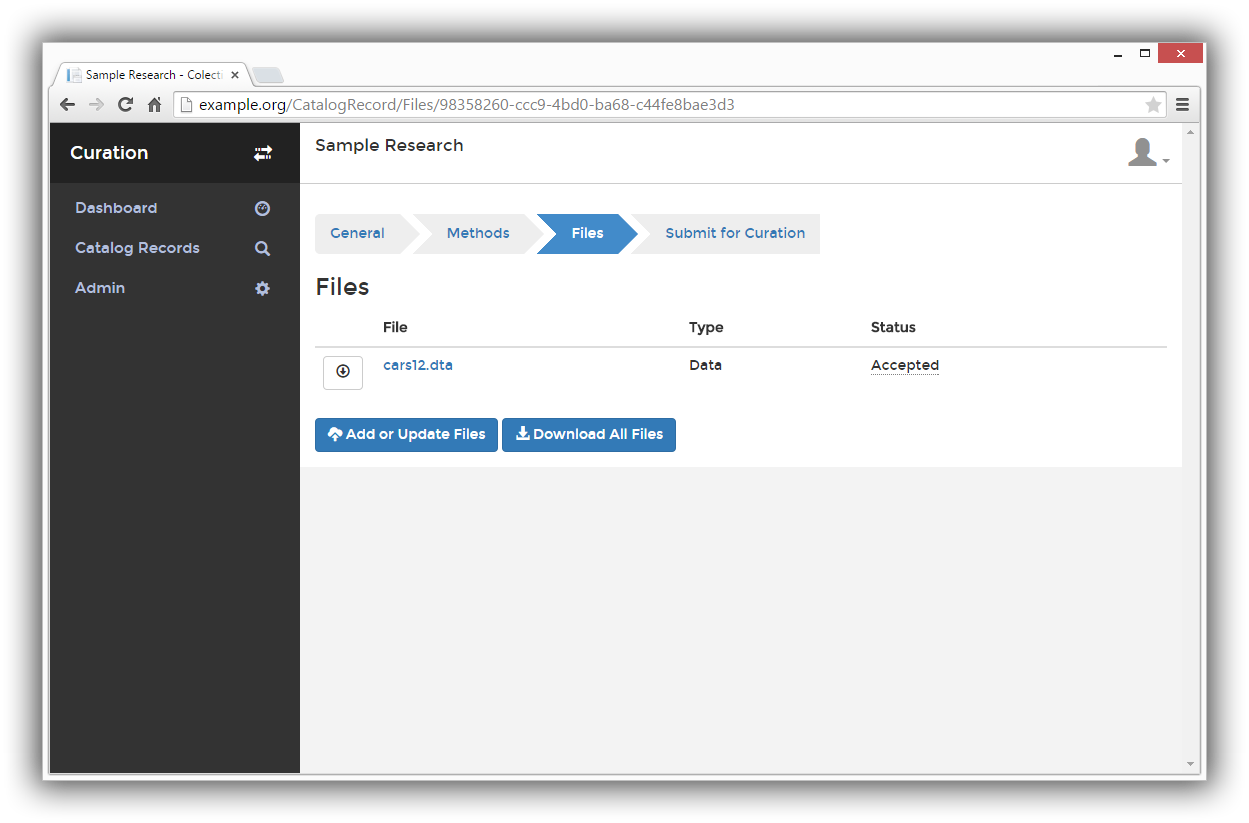 Sample Research - Colect
example.org/CatalogRecord/Files/98358260-ccc9-4bd0-ba68-c44fe8bae3d3
Curation
Sample Research
Dashboard
Catalog Records
Admin
General Methods Files Submit for Curation
Files
File Type Status
cars12.dta Data Accepted
Add or Update Files Download All Files